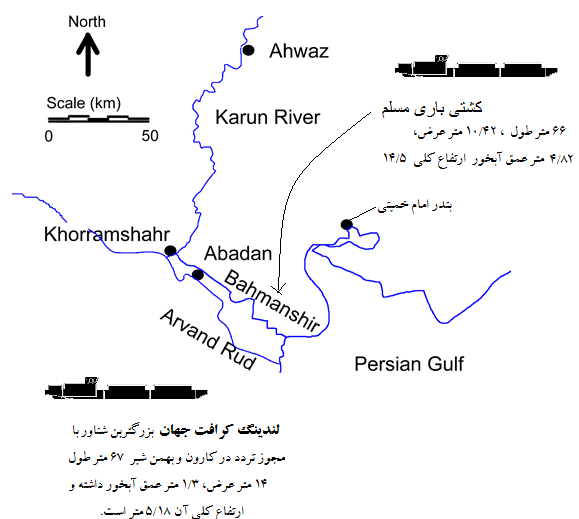 North
Ahwaz
Scale (km)
0 50
Karun River
کشتی باری مسلم
۶۶ متر طول ، ۱۰/۴۲ متر عرض،
۴/۸۲ متر عمق آبخور ارتفاع کلی ۱۴/۵
بندر امام خمینی
Khorramshahr
Abadan
Bahmanshir
Arvand Rud
Persian Gulf
لندینگ کرافت جهان بزرگترین شناور با
مجوز تردد در کارون و بهمن شیر ۶۷ متر طول
۱۴ متر عرض، ۱/۳ متر عمق آبخور داشته و
ارتفاع کلی آن ۵/۱۸ متر است.